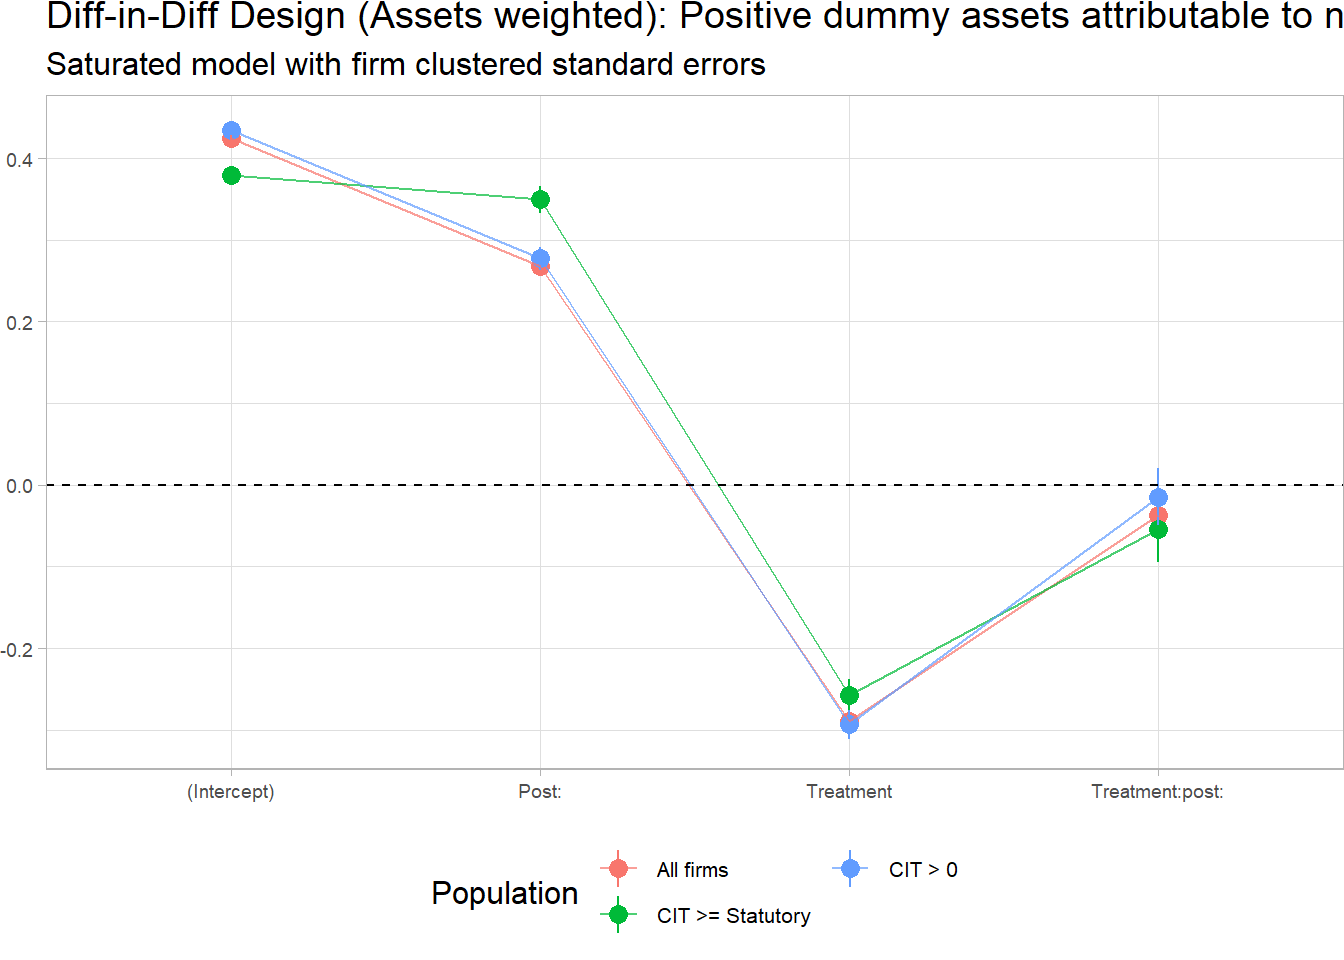 Diff-in-Diff Design (Assets weighted): Positive dummy assets attributable to n
Saturated model with firm clustered standard errors
0.4
0.2
0.0
-0.2
(Intercept)
Post:
Treatment
Treatment:post:
Population
All firms
CIT > 0
CIT >= Statutory